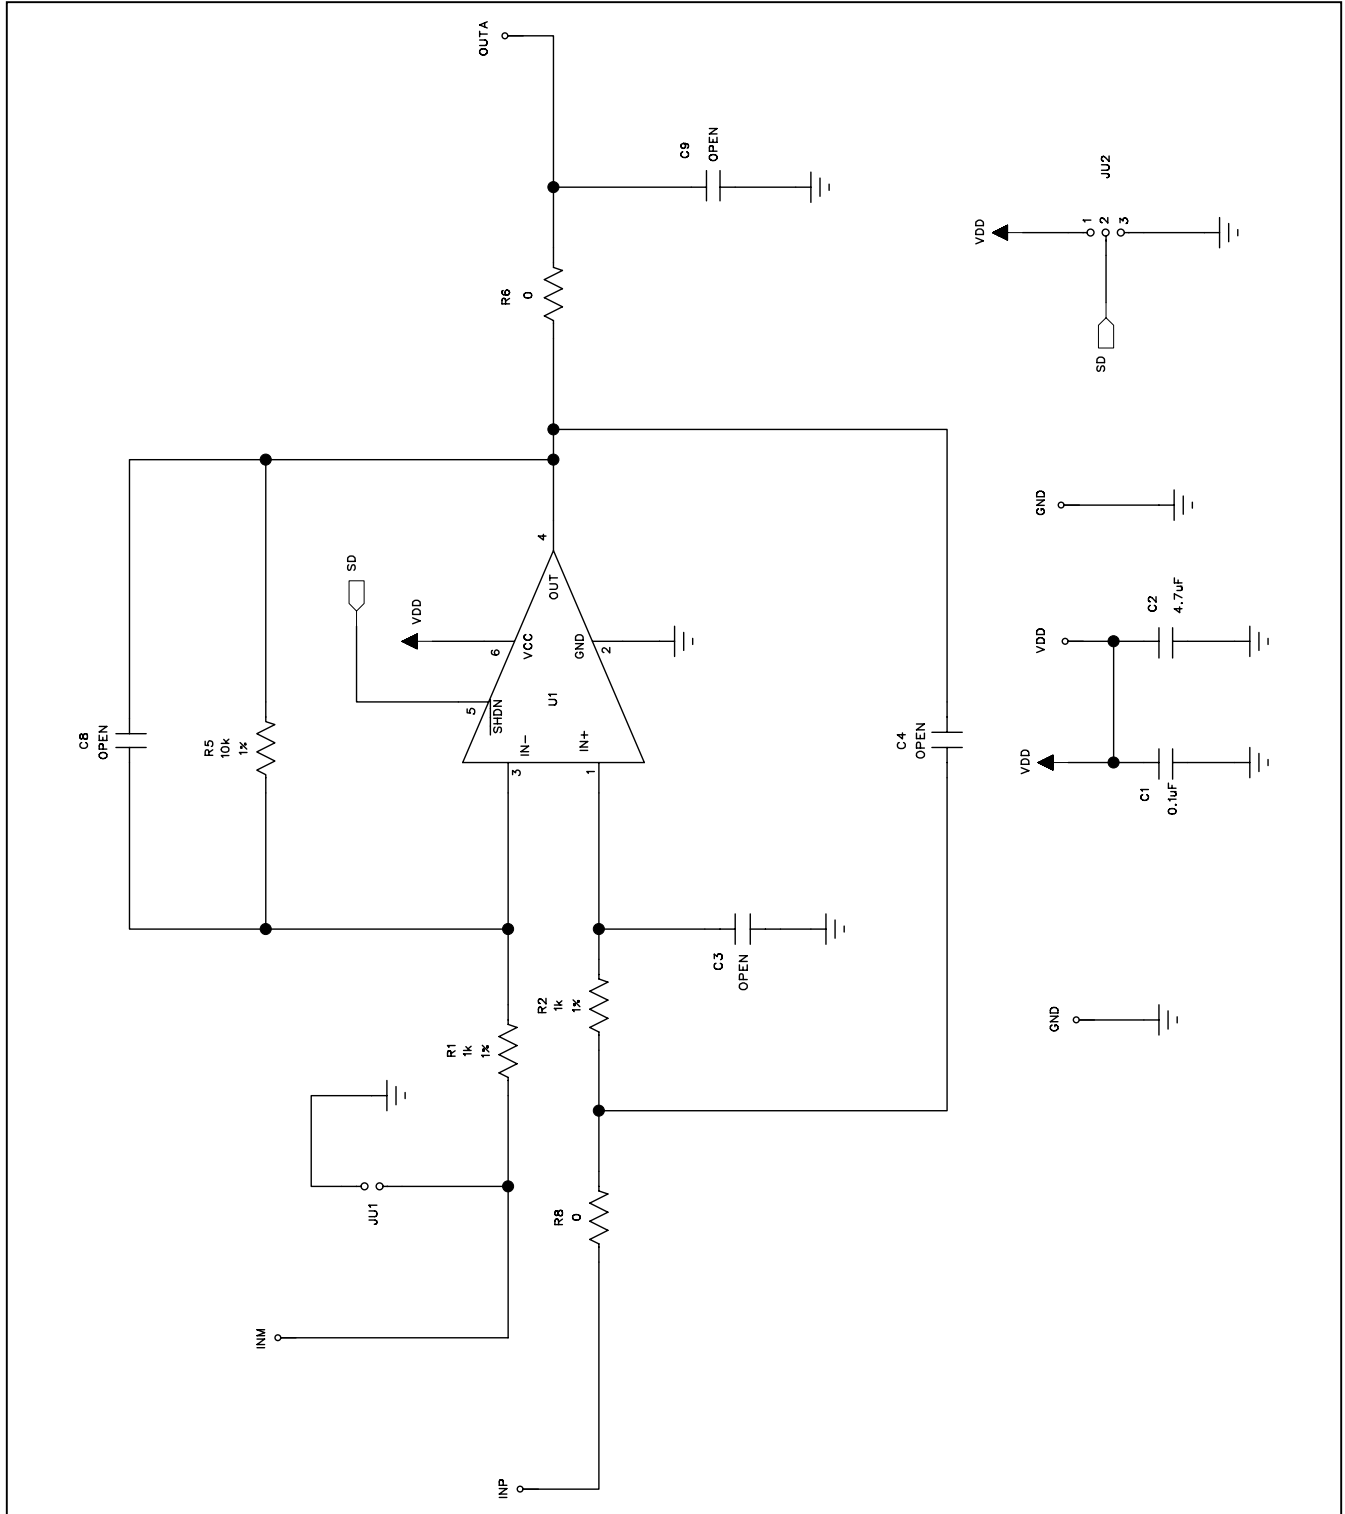 OUTA
C9
OPEN
R6
0
JU2
VDD
1
2
3
SD
C8
OPEN
R5
10k
1%
SD
VDD
4
OUT
6
VCC
GND
2
5
SHDN
U1
IN-
IN+
3
1
C4
OPEN
GND
VDD
C2
4.7uF
VDD
C1
0.1uF
GND
C3
OPEN
R2
1k
1%
R1
1k
1%
JU1
R8
0
INM
INP